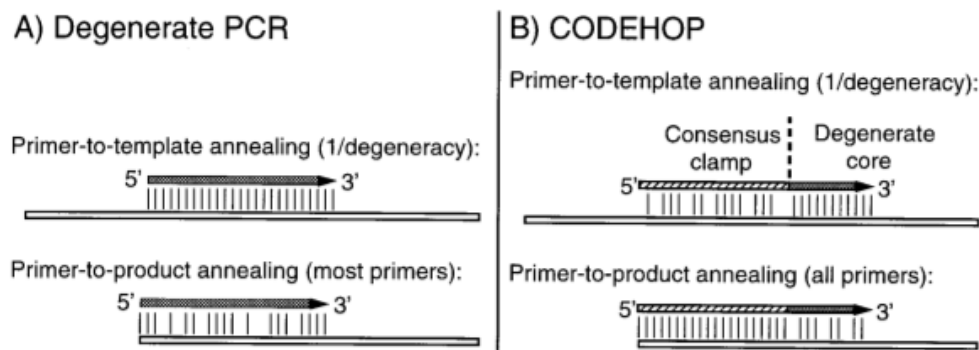 A) Degenerate PCR
Primer-to-template annealing (1/degeneracy):
5’ 3’
Primer-to-product annealing (most primers):
5’ 3’
B) CODEHOP
Primer-to-template annealing (1/degeneracy):
Consensus Degenerate
clamp core
5’ 3’
Primer-to-product annealing (all primers):
5’ 3’